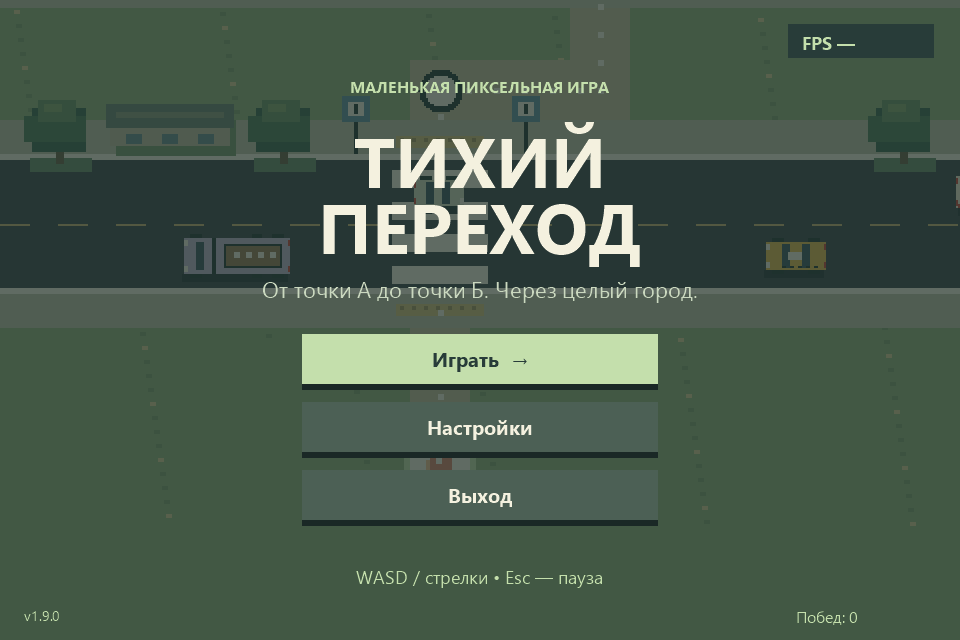 FPS —
МАЛЕНЬКАЯ ПИКСЕЛЬНАЯ ИГРА
ТИХИЙ
ПЕРЕХОД
От точки А до точки Б. Через целый город.
Играть →
Настройки
Выход
WASD / стрелки • Esc — пауза
v1.9.0
Побед: 0